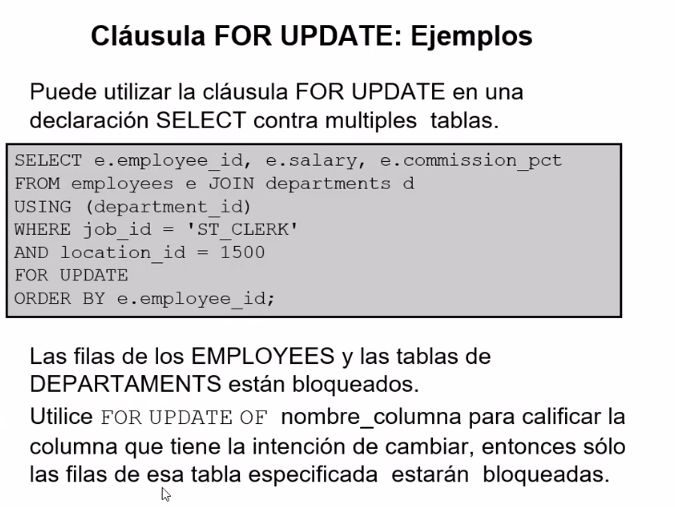 Cláusula FOR UPDATE: Ejemplos
Puede utilizar la cláusula FOR UPDATE en una
declaración SELECT contra multiples tablas.
SELECT e.employee_id, e.salary, e.commission_pct
FROM employees e JOIN departments d
USING (department_id)
WHERE job_id = 'ST_CLERK'
AND location_id = 1500
FOR UPDATE
ORDER BY e.employee_id;
Las filas de los EMPLOYEES y las tablas de
DEPARTAMENTS están bloqueados.
Utilice FOR UPDATE OF nombre_columna para calificar la
columna que tiene la intención de cambiar, entonces sólo
las filas de esa tabla especificada estarán bloqueadas.